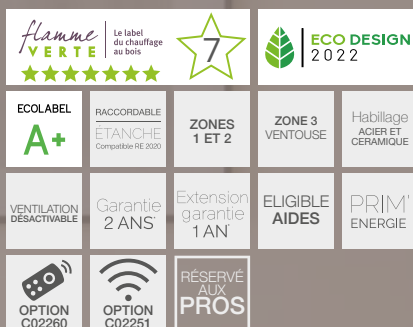 flamme
VERTE
Le label
du chauffage
au bois
7
ECO DESIGN
2022
ECOLABEL
A+
RACCORDABLE
ÉTANCHE
Compatible RE 2020
ZONES
1 ET 2
ZONE 3
VENTOUSE
Habillage
ACIER ET
CERAMIQUE
VENTILATION
DÉSACTIVABLE
Garantie
2 ANS*
Extension
garantie
1 AN*
ELIGIBLE
AIDES
PRIM'
ENERGIE
OPTION
C02260
OPTION
C02251
RÉSERVÉ
AUX
PROS